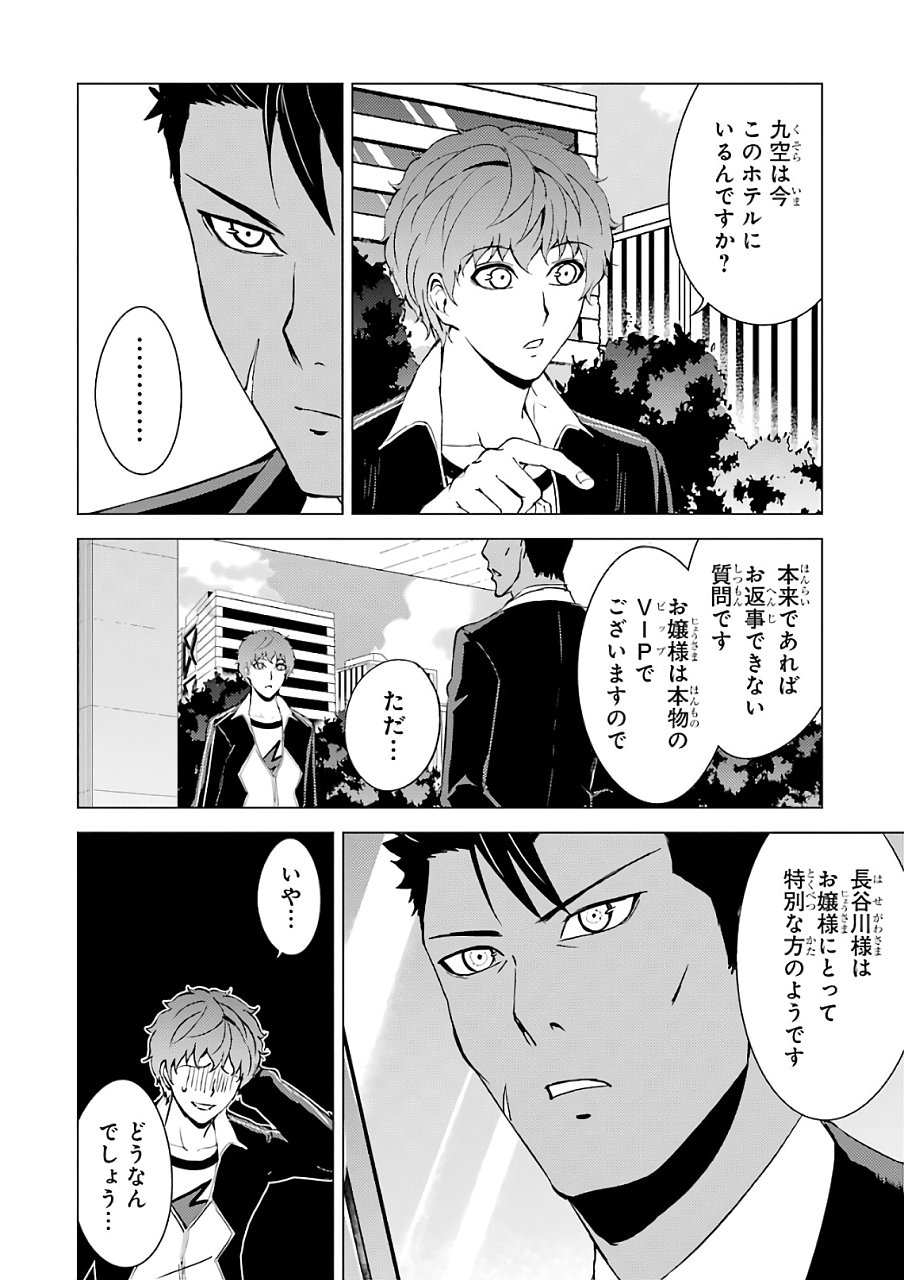 九空は今
このホテルに
いるんですか？
………
本来であれば
お返事できない
質問です
お嬢様は本物の
ＶＩＰで
ございますので
ただ…
長谷川様は
お嬢様にとって
特別な方のようです
いや…
どうなん
でしょう…